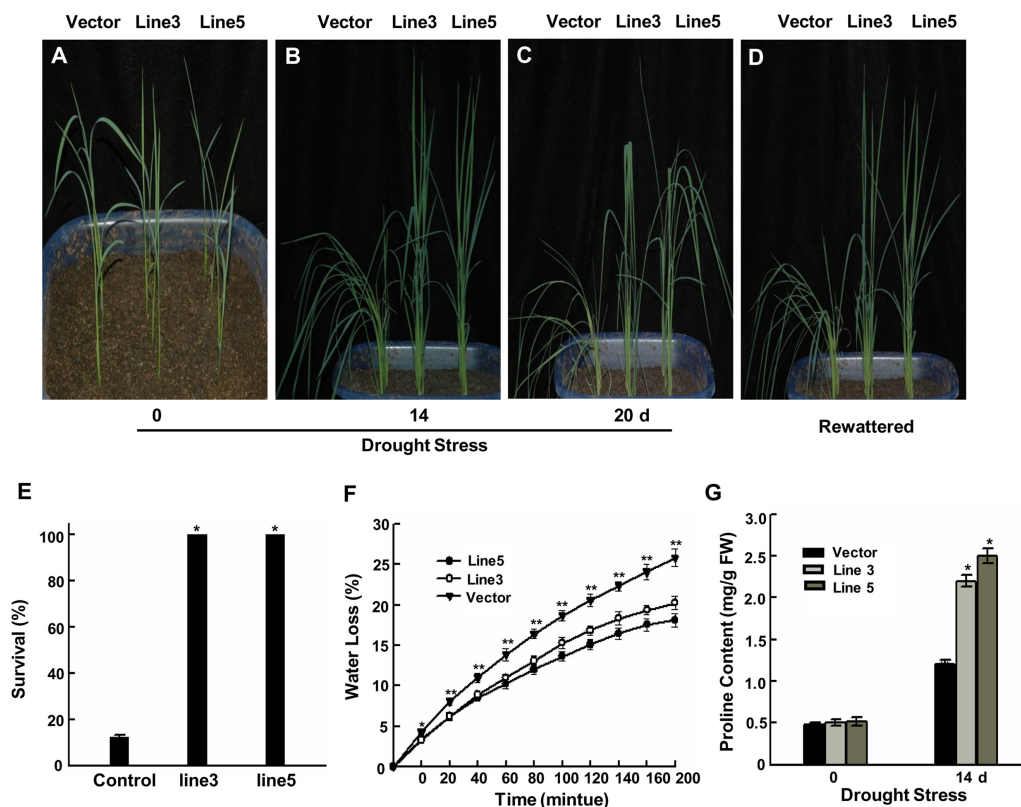 Vector Line3 Line5
Vector Line3 Line5
Vector Line3 Line5
Vector Line3 Line5
A
B
C
D
0
14
20 d
Rewattered
Drought Stress
E
Survival (%)
100
80
60
40
20
0
Control line3 line5
* *
F
Water Loss (%)
30
25
20
15
10
5
0
Line5
Line3
Vector
* ** ** ** ** ** ** ** ** **
0 20 40 60 80 100 120 140 160 200
Time (mintue)
G
Proline Content (mg/g FW)
3.0
2.5
2.0
1.5
1.0
0.5
0.0
Vector
Line 3
Line 5
* *
0 14 d
Drought Stress